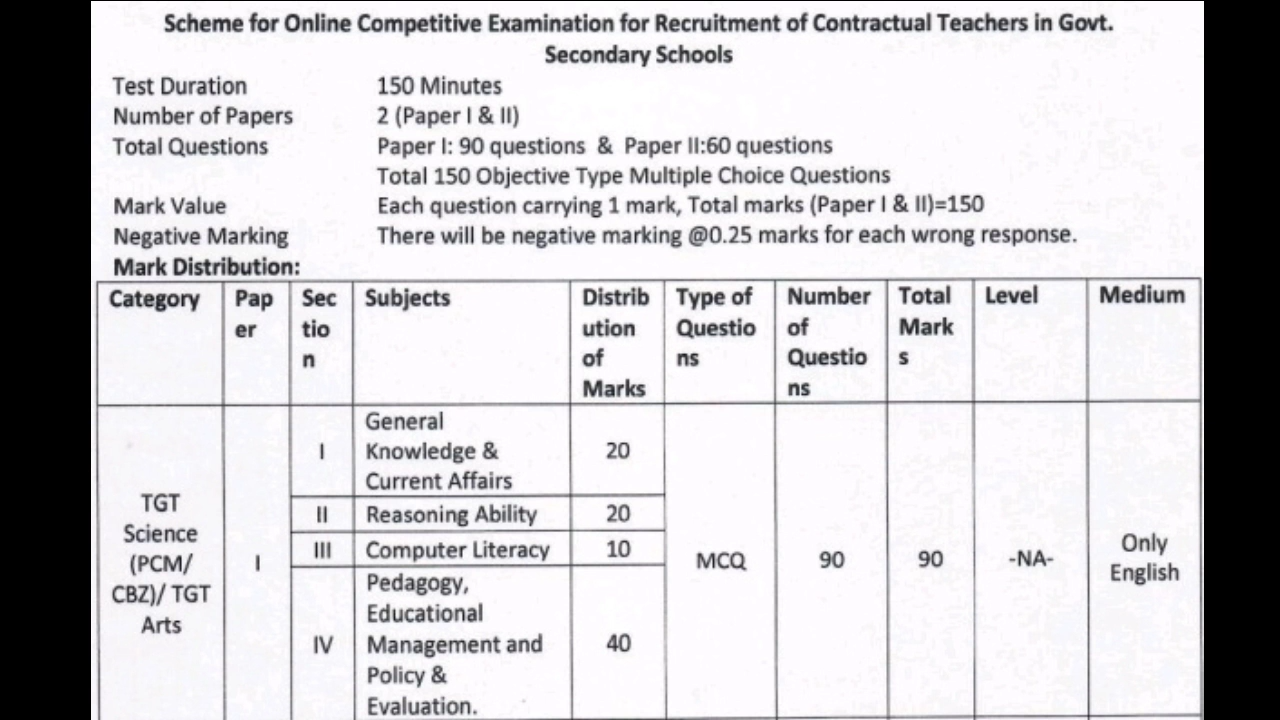 Scheme for Online Competitive Examination for Recruitment of Contractual Teachers in Govt.
Secondary Schools
Test Duration 150 Minutes
Number of Papers 2 (Paper I & II)
Total Questions Paper I: 90 questions & Paper II:60 questions
Total 150 Objective Type Multiple Choice Questions
Mark Value Each question carrying 1 mark, Total marks (Paper I & II)=150
Negative Marking There will be negative marking @0.25 marks for each wrong response.
Mark Distribution:
Category Pap Sec Subjects Distrib Type of Number Total Level Medium
er tio ution Questio of Mark
n of ns Questio s
Marks ns
General
I Knowledge & 20
Current Affairs
TGT II Reasoning Ability 20
Science Only
(PCM/ I III Computer Literacy 10 MCQ 90 90 -NA- English
CBZ)/ TGT Pedagogy,
Arts Educational
IV Management and 40
Policy &
Evaluation.